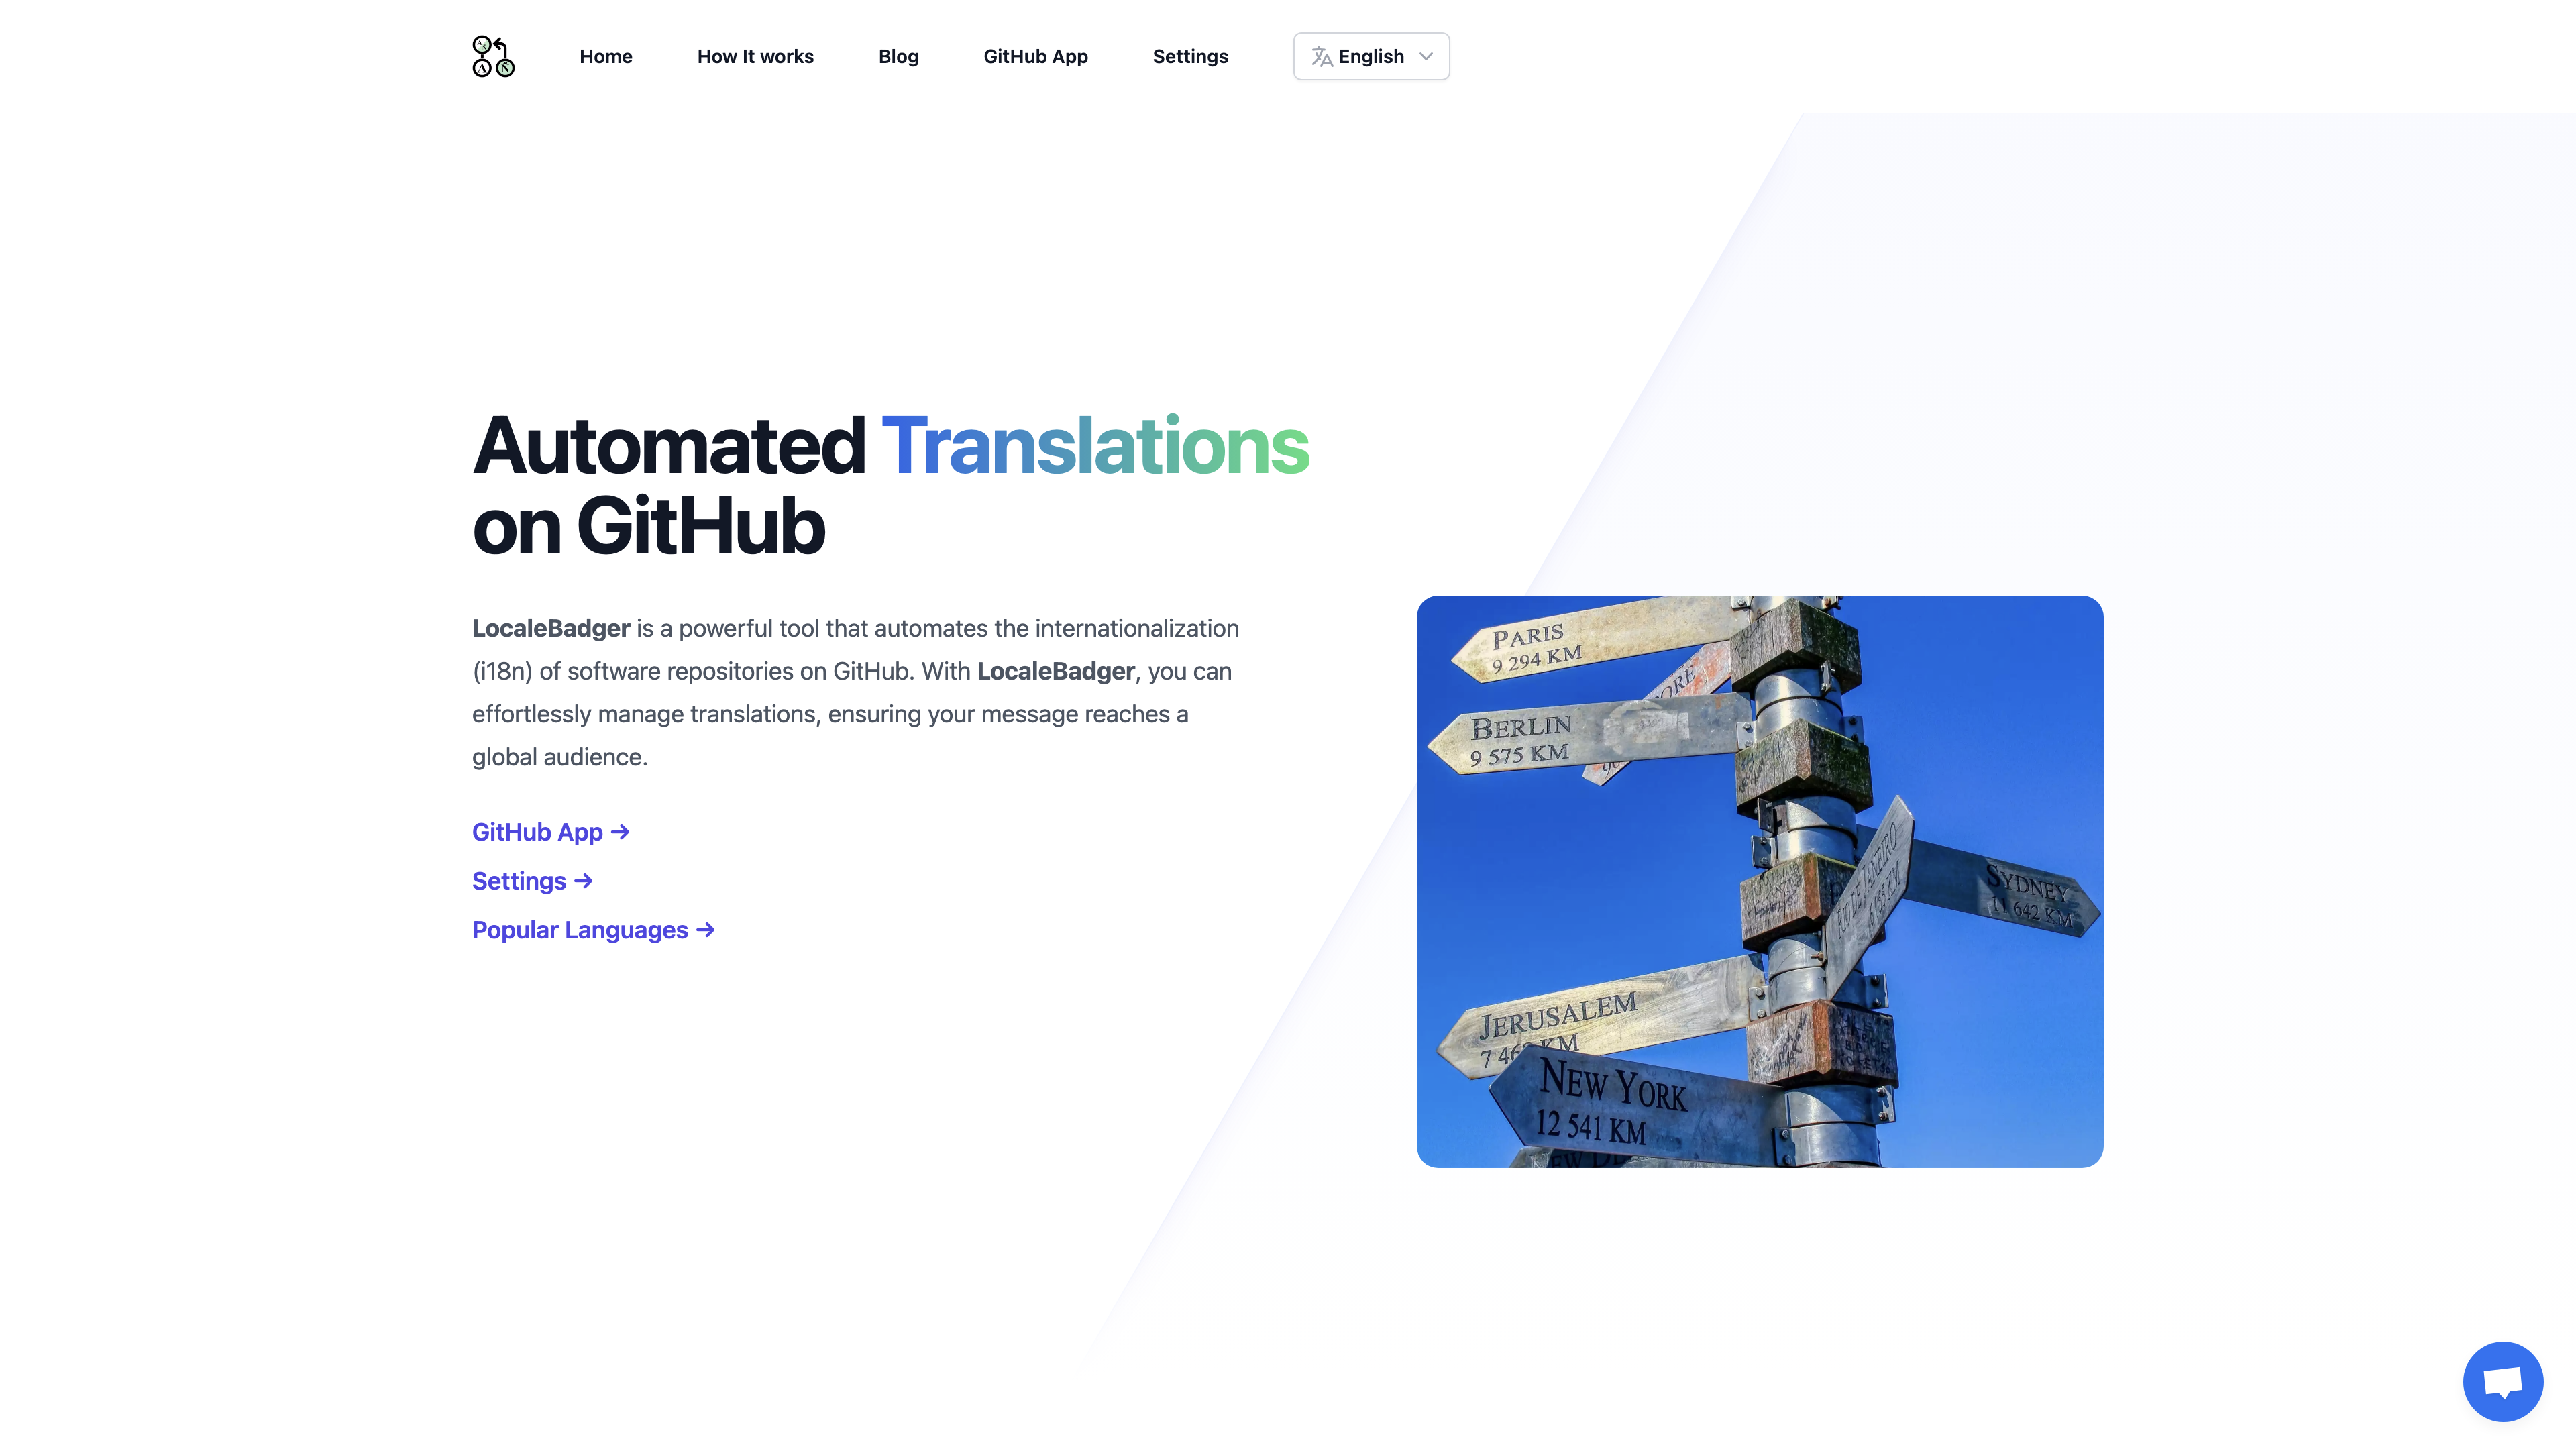 Home
How It works
Blog
GitHub App
Settings
English
Automated Translations
on GitHub
LocaleBadger is a powerful tool that automates the internationalization
(i18n) of software repositories on GitHub. With LocaleBadger, you can
effortlessly manage translations, ensuring your message reaches a
global audience.
GitHub App →
Settings →
Popular Languages →
PARIS
9 294 KM
BERLIN
9 575 KM
SYDNEY
11 642 KM
RIO DE JANEIRO
JERUSALEM
KM
NEW YORK
12 541 KM